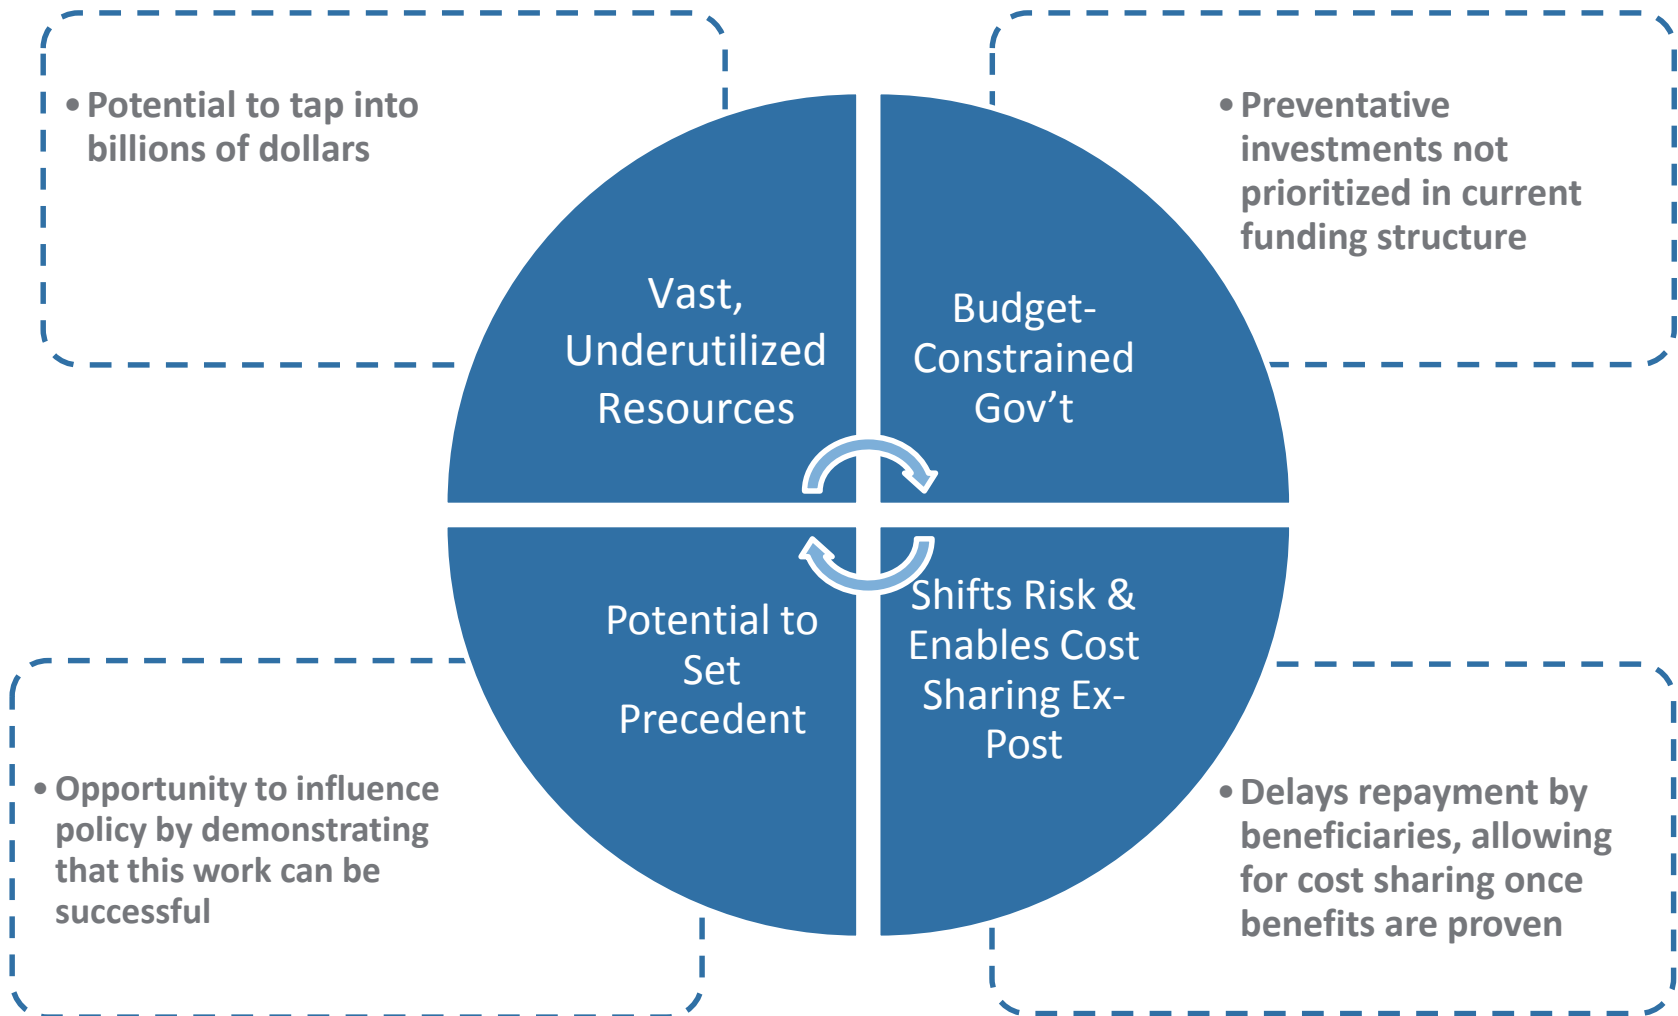 • Potential to tap into
billions of dollars
• Preventative
investments not
prioritized in current
funding structure
Vast,
Underutilized
Resources
Budget-
Constrained
Gov’t
Potential to
Set
Precedent
Shifts Risk &
Enables Cost
Sharing Ex-
Post
• Opportunity to influence
policy by demonstrating
that this work can be
successful
• Delays repayment by
beneficiaries, allowing
for cost sharing once
benefits are proven